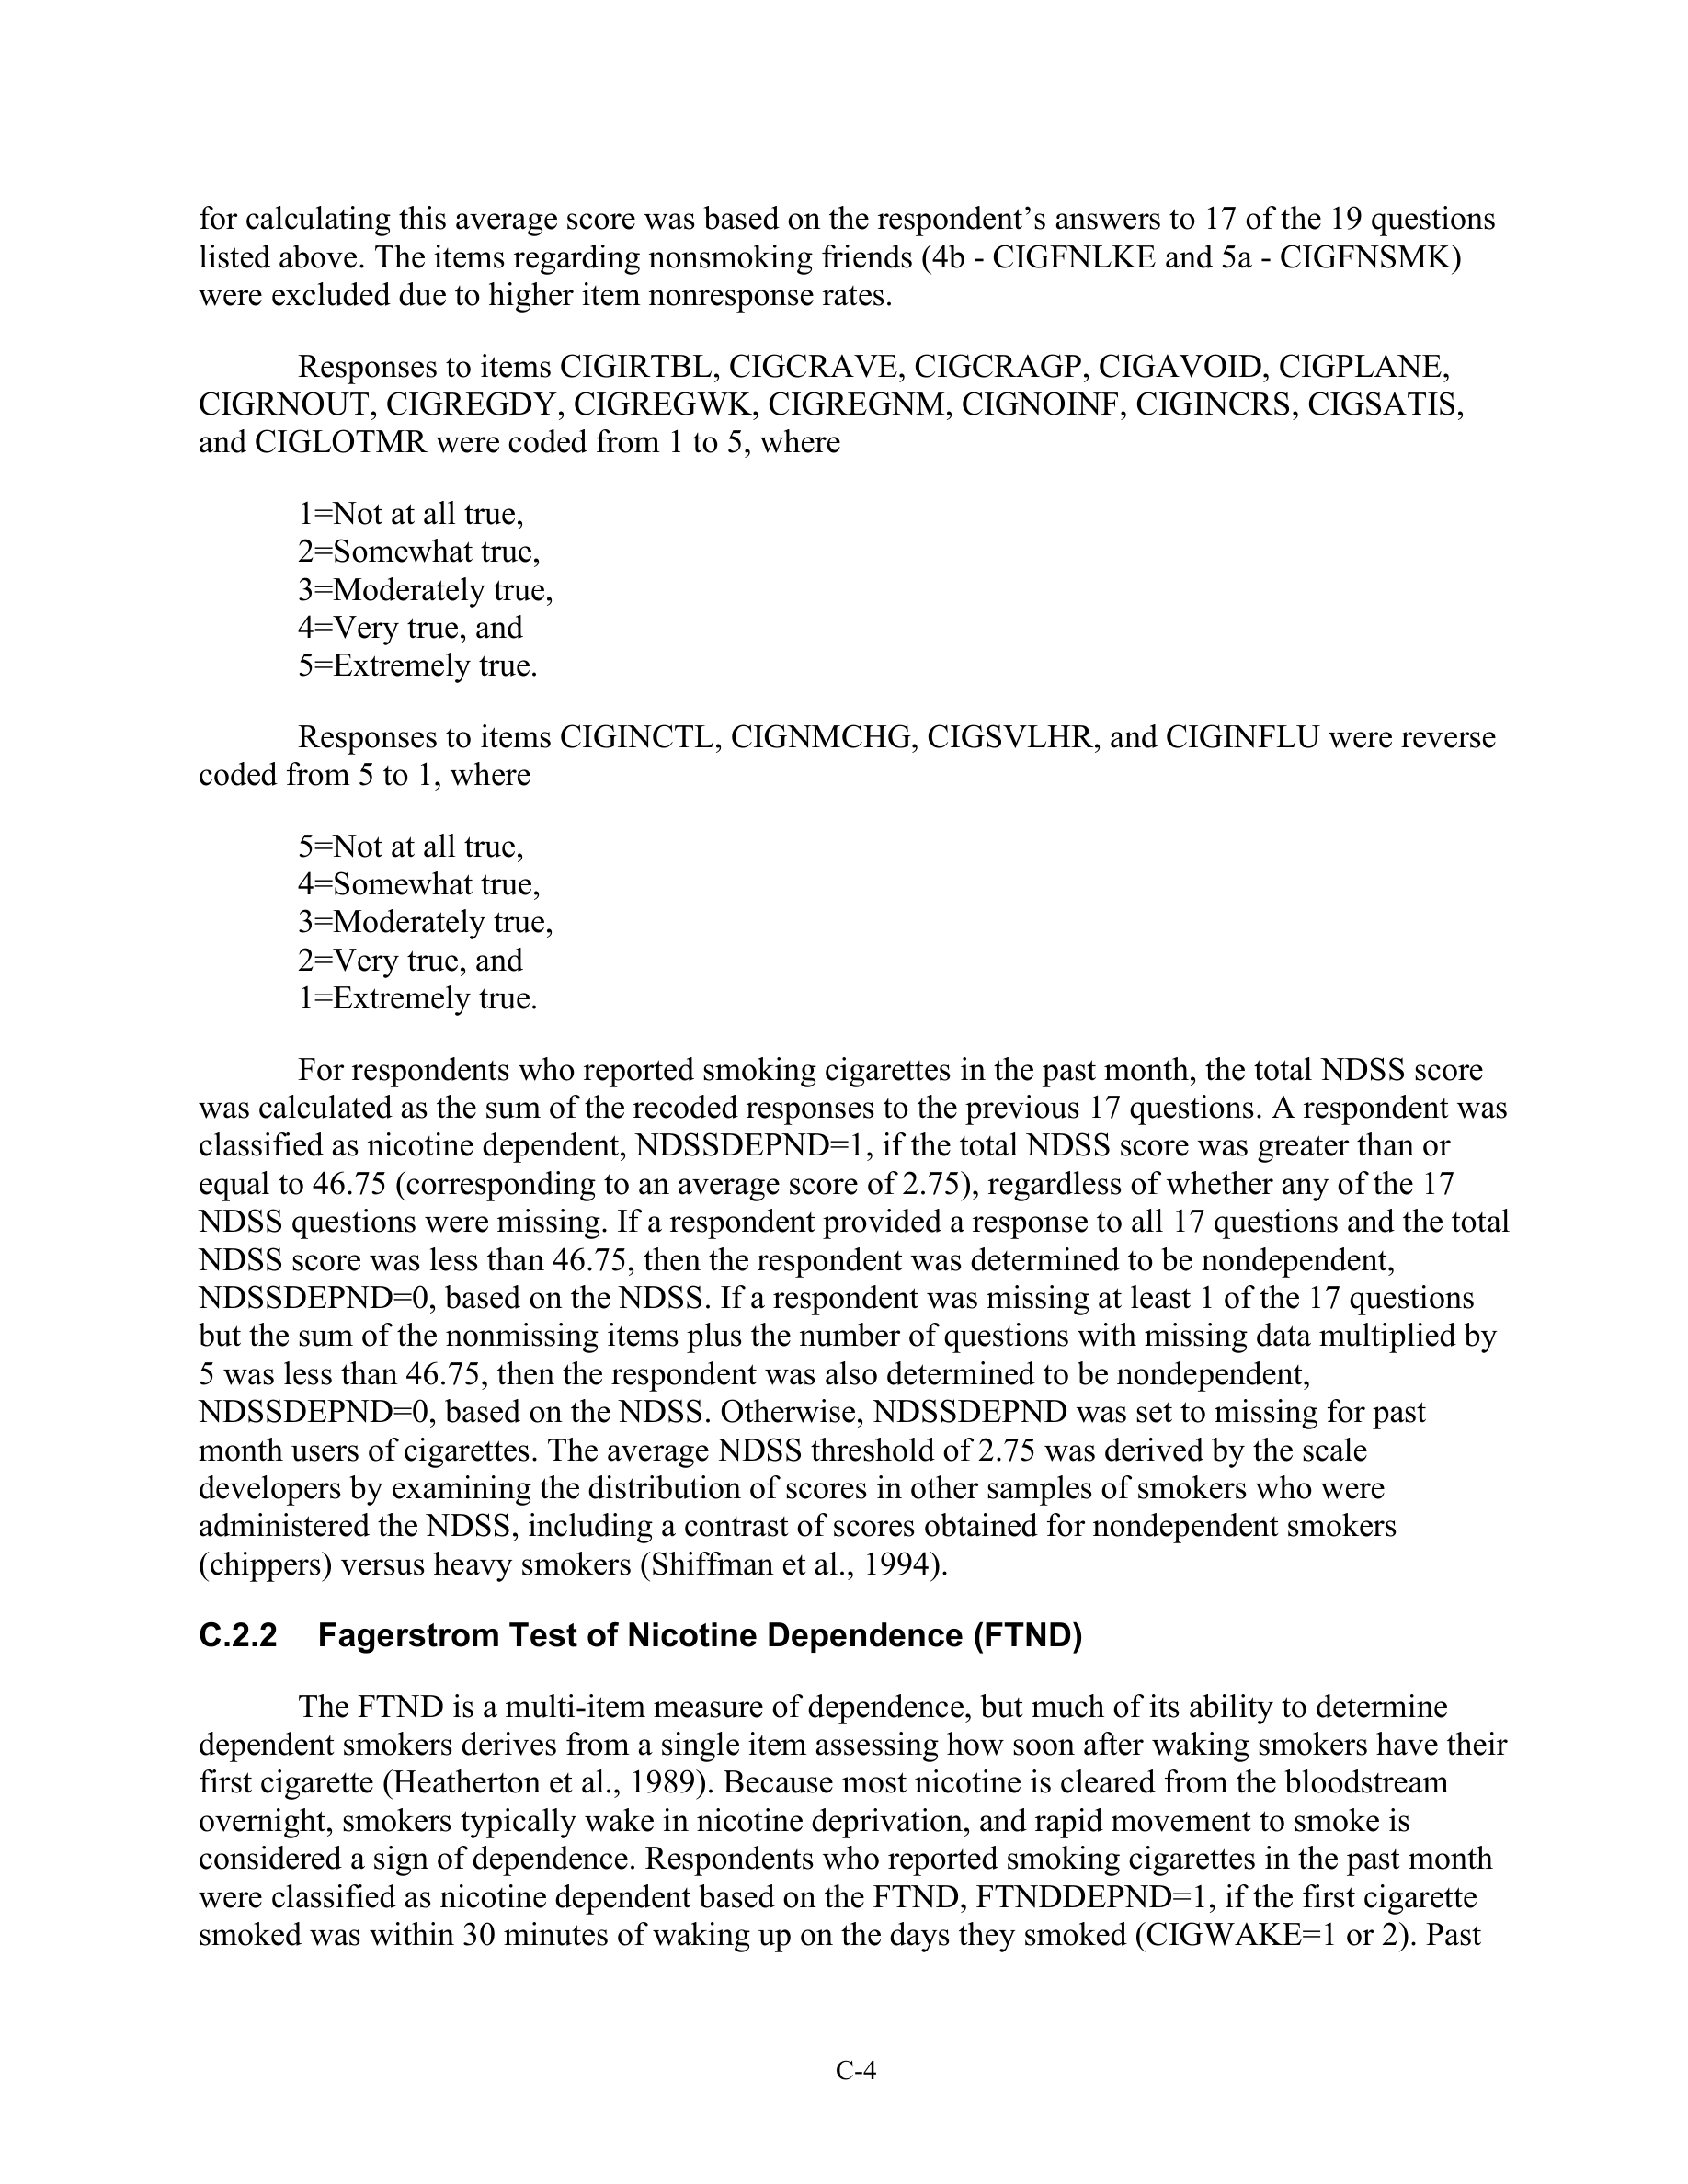 for calculating this average score was based on the respondent’s answers to 17 of the 19 questions
listed above. The items regarding nonsmoking friends (4b - CIGFNLKE and 5a - CIGFNSMK)
were excluded due to higher item nonresponse rates.
Responses to items CIGIRTBL, CIGCRAVE, CIGCRAGP, CIGAVOID, CIGPLANE,
CIGRNOUT, CIGREGDY, CIGREGWK, CIGREGNM, CIGNOINF, CIGINCRS, CIGSATIS,
and CIGLOTMR were coded from 1 to 5, where
1=Not at all true,
2=Somewhat true,
3=Moderately true,
4=Very true, and
5=Extremely true.
Responses to items CIGINCTL, CIGNMCHG, CIGSVLHR, and CIGINFLU were reverse
coded from 5 to 1, where
5=Not at all true,
4=Somewhat true,
3=Moderately true,
2=Very true, and
1=Extremely true.
For respondents who reported smoking cigarettes in the past month, the total NDSS score
was calculated as the sum of the recoded responses to the previous 17 questions. A respondent was
classified as nicotine dependent, NDSSDEPND=1, if the total NDSS score was greater than or
equal to 46.75 (corresponding to an average score of 2.75), regardless of whether any of the 17
NDSS questions were missing. If a respondent provided a response to all 17 questions and the total
NDSS score was less than 46.75, then the respondent was determined to be nondependent,
NDSSDEPND=0, based on the NDSS. If a respondent was missing at least 1 of the 17 questions
but the sum of the nonmissing items plus the number of questions with missing data multiplied by
5 was less than 46.75, then the respondent was also determined to be nondependent,
NDSSDEPND=0, based on the NDSS. Otherwise, NDSSDEPND was set to missing for past
month users of cigarettes. The average NDSS threshold of 2.75 was derived by the scale
developers by examining the distribution of scores in other samples of smokers who were
administered the NDSS, including a contrast of scores obtained for nondependent smokers
(chippers) versus heavy smokers (Shiffman et al., 1994).
C.2.2 Fagerstrom Test of Nicotine Dependence (FTND)
The FTND is a multi-item measure of dependence, but much of its ability to determine
dependent smokers derives from a single item assessing how soon after waking smokers have their
first cigarette (Heatherton et al., 1989). Because most nicotine is cleared from the bloodstream
overnight, smokers typically wake in nicotine deprivation, and rapid movement to smoke is
considered a sign of dependence. Respondents who reported smoking cigarettes in the past month
were classified as nicotine dependent based on the FTND, FTNDDEPND=1, if the first cigarette
smoked was within 30 minutes of waking up on the days they smoked (CIGWAKE=1 or 2). Past
C-4